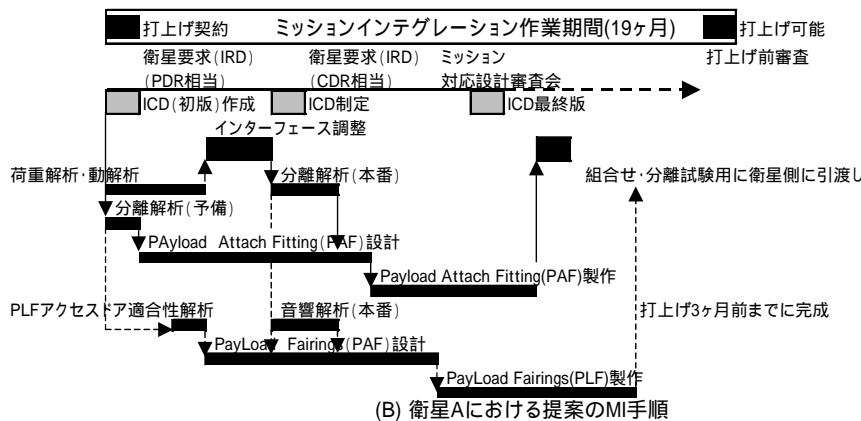 打上げ契約 ミッションインテグレーション作業期間(19ヶ月) 打上げ可能
衛星要求(IRD) 衛星要求(IRD) ミッション 打上げ前審査
(PDR相当) (CDR相当) 対応設計審査会
ICD(初版)作成 ICD制定 ICD最終版
インターフェース調整
荷重解析・動解析 分離解析(本番) 組合せ・分離試験用に衛星側に引渡し
分離解析(予備)
PAyload Attach Fitting(PAF)設計
Payload Attach Fitting(PAF)製作
PLFアクセスドア適合性解析 音響解析(本番) 打上げ3ヶ月前までに完成
PayLoad Fairings(PAF)設計
PayLoad Fairings(PLF)製作
(B) 衛星Aにおける提案のMI手順